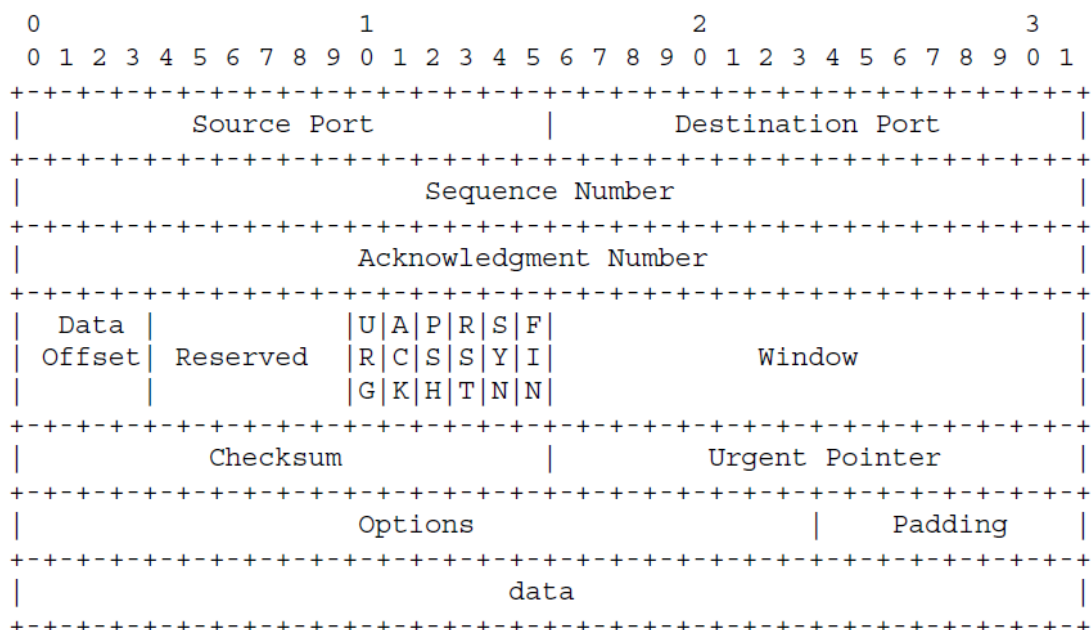 0                   1                   2                   3
 0 1 2 3 4 5 6 7 8 9 0 1 2 3 4 5 6 7 8 9 0 1 2 3 4 5 6 7 8 9 0 1
+-+-+-+-+-+-+-+-+-+-+-+-+-+-+-+-+-+-+-+-+-+-+-+-+-+-+-+-+-+-+-+-+
|          Source Port          |       Destination Port        |
+-+-+-+-+-+-+-+-+-+-+-+-+-+-+-+-+-+-+-+-+-+-+-+-+-+-+-+-+-+-+-+-+
|                        Sequence Number                        |
+-+-+-+-+-+-+-+-+-+-+-+-+-+-+-+-+-+-+-+-+-+-+-+-+-+-+-+-+-+-+-+-+
|                    Acknowledgment Number                      |
+-+-+-+-+-+-+-+-+-+-+-+-+-+-+-+-+-+-+-+-+-+-+-+-+-+-+-+-+-+-+-+-+
|  Data |           |U|A|P|R|S|F|                               |
| Offset| Reserved  |R|C|S|S|Y|I|            Window             |
|       |           |G|K|H|T|N|N|                               |
+-+-+-+-+-+-+-+-+-+-+-+-+-+-+-+-+-+-+-+-+-+-+-+-+-+-+-+-+-+-+-+-+
|           Checksum            |         Urgent Pointer        |
+-+-+-+-+-+-+-+-+-+-+-+-+-+-+-+-+-+-+-+-+-+-+-+-+-+-+-+-+-+-+-+-+
|                    Options                    |    Padding    |
+-+-+-+-+-+-+-+-+-+-+-+-+-+-+-+-+-+-+-+-+-+-+-+-+-+-+-+-+-+-+-+-+
|                             data                              |
+-+-+-+-+-+-+-+-+-+-+-+-+-+-+-+-+-+-+-+-+-+-+-+-+-+-+-+-+-+-+-+-+